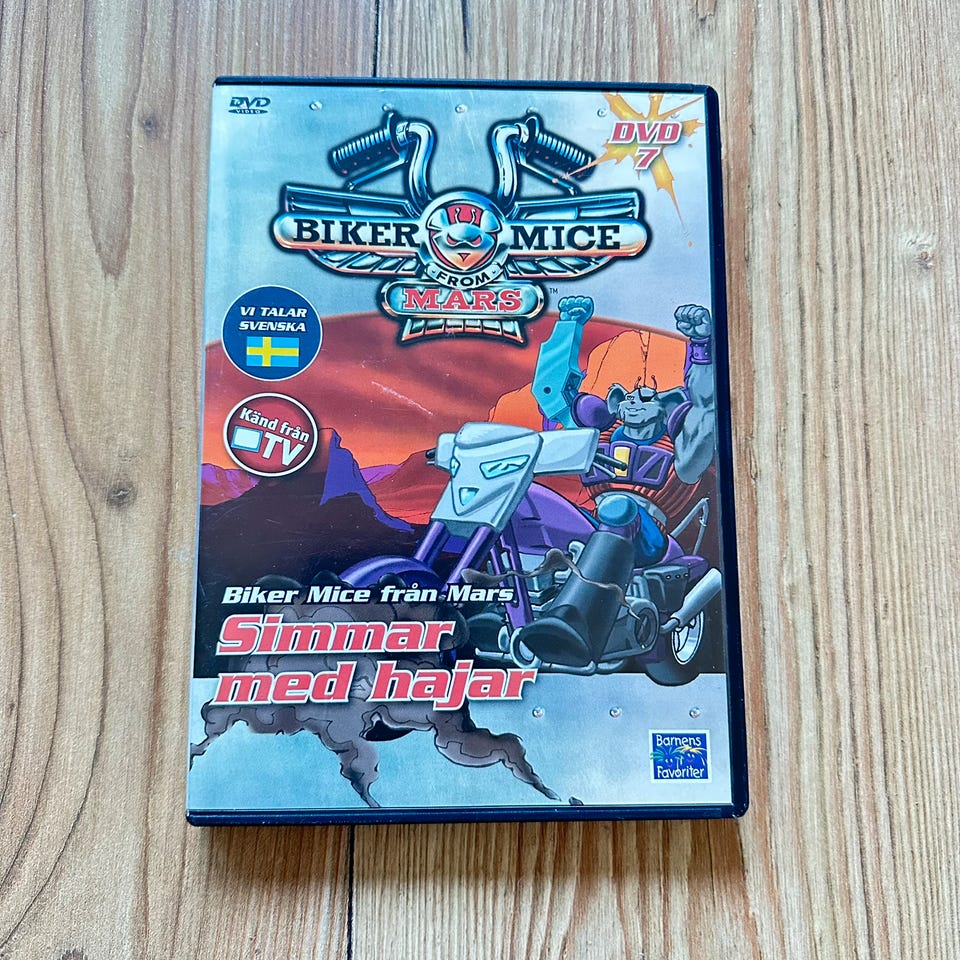 DVD
VIDEO
DVD
7
BIKER MICE
FROM
MARS
TM
VI TALAR
SVENSKA
Känd från
TV
Biker Mice från Mars
Simmar
med hajar
Barnens
Favoriter